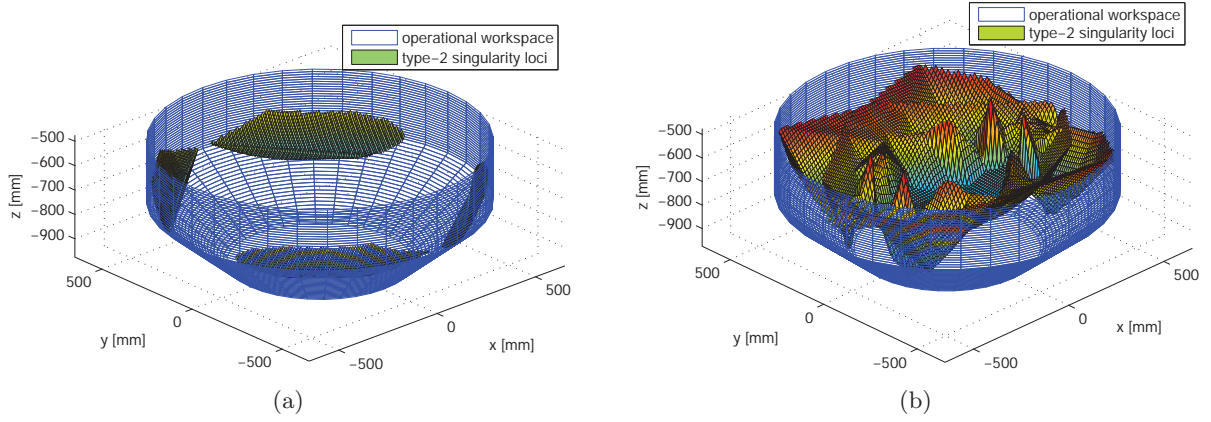 operational workspace
type−2 singularity loci
−500
−600
−700
−800
−900
z [mm]
500
0
−500
y [mm]
−500
0
500
x [mm]
(a)
operational workspace
type−2 singularity loci
−500
−600
−700
−800
−900
z [mm]
500
0
−500
y [mm]
−500
0
500
x [mm]
(b)